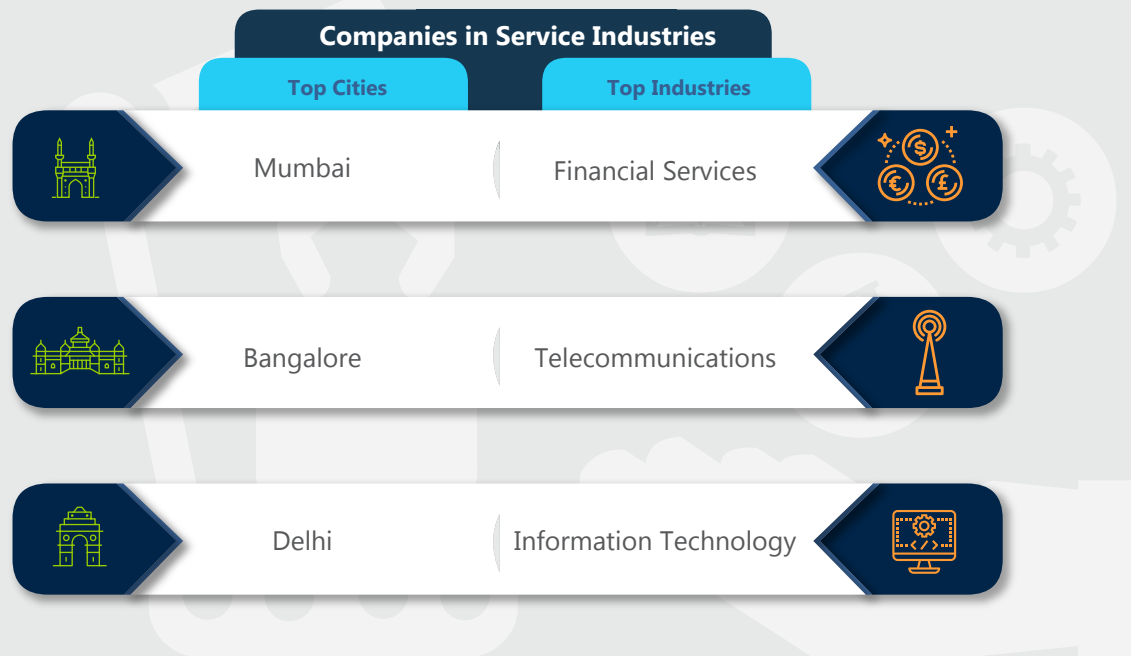 Companies in Service Industries
Top Cities
Top Industries
Mumbai
Financial Services
Bangalore
Telecommunications
Delhi
Information Technology